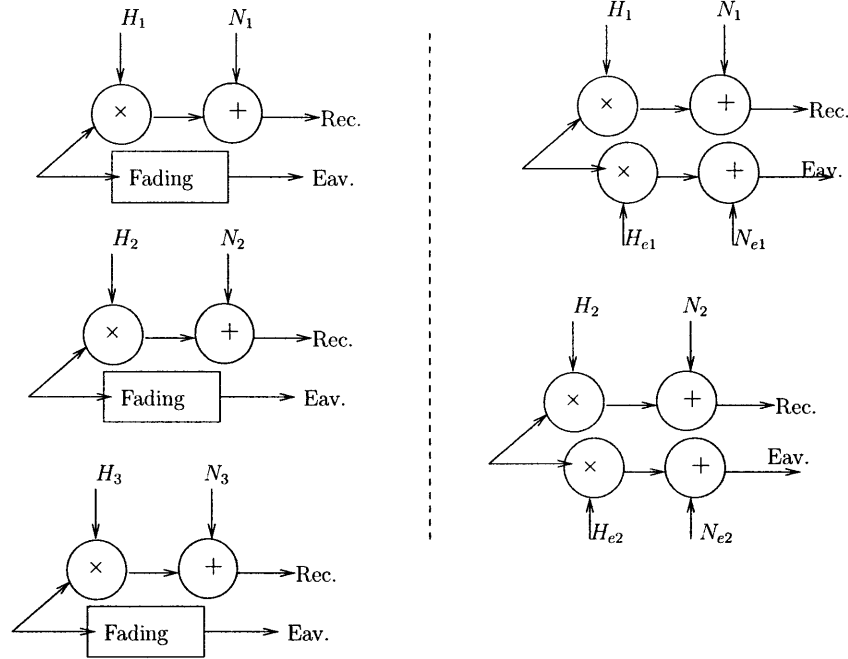 H₁ N₁
× + Rec.
Fading Eav.
H₂ N₂
× + Rec.
Fading Eav.
H₃ N₃
× + Rec.
Fading Eav.
H₁ N₁
× + Rec.
× + Eav.
Hₑ₁ Nₑ₁
H₂ N₂
× + Rec.
× + Eav.
Hₑ₂ Nₑ₂